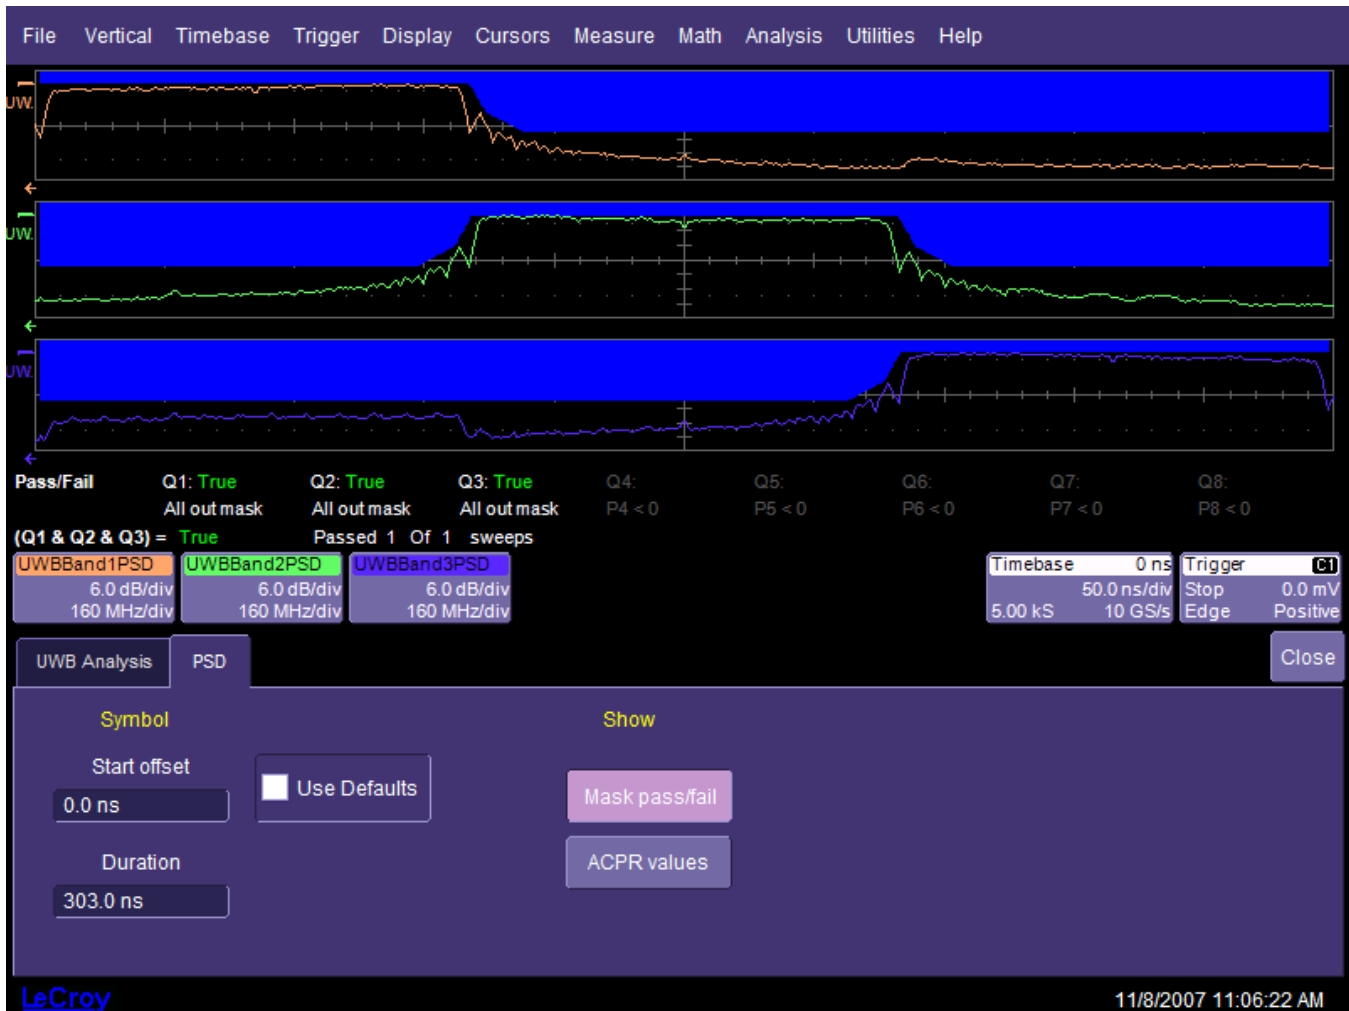 File Vertical Timebase Trigger Display Cursors Measure Math Analysis Utilities Help
UW.
UW.
UW.
Pass/Fail Q1: True Q2: True Q3: True Q4: Q5: Q6: Q7: Q8:
All out mask All out mask All out mask P4 < 0 P5 < 0 P6 < 0 P7 < 0 P8 < 0
(Q1 & Q2 & Q3) = True Passed 1 Of 1 sweeps
UWBBand1PSD UWBBand2PSD UWBBand3PSD Timebase 0 ns Trigger C1
6.0 dB/div 6.0 dB/div 6.0 dB/div 50.0 ns/div Stop 0.0 mV
160 MHz/div 160 MHz/div 160 MHz/div 5.00 kS 10 GS/s Edge Positive
UWB Analysis PSD Close
Symbol Show
Start offset
Use Defaults Mask pass/fail
0.0 ns
Duration ACPR values
303.0 ns
LeCroy 11/8/2007 11:06:22 AM